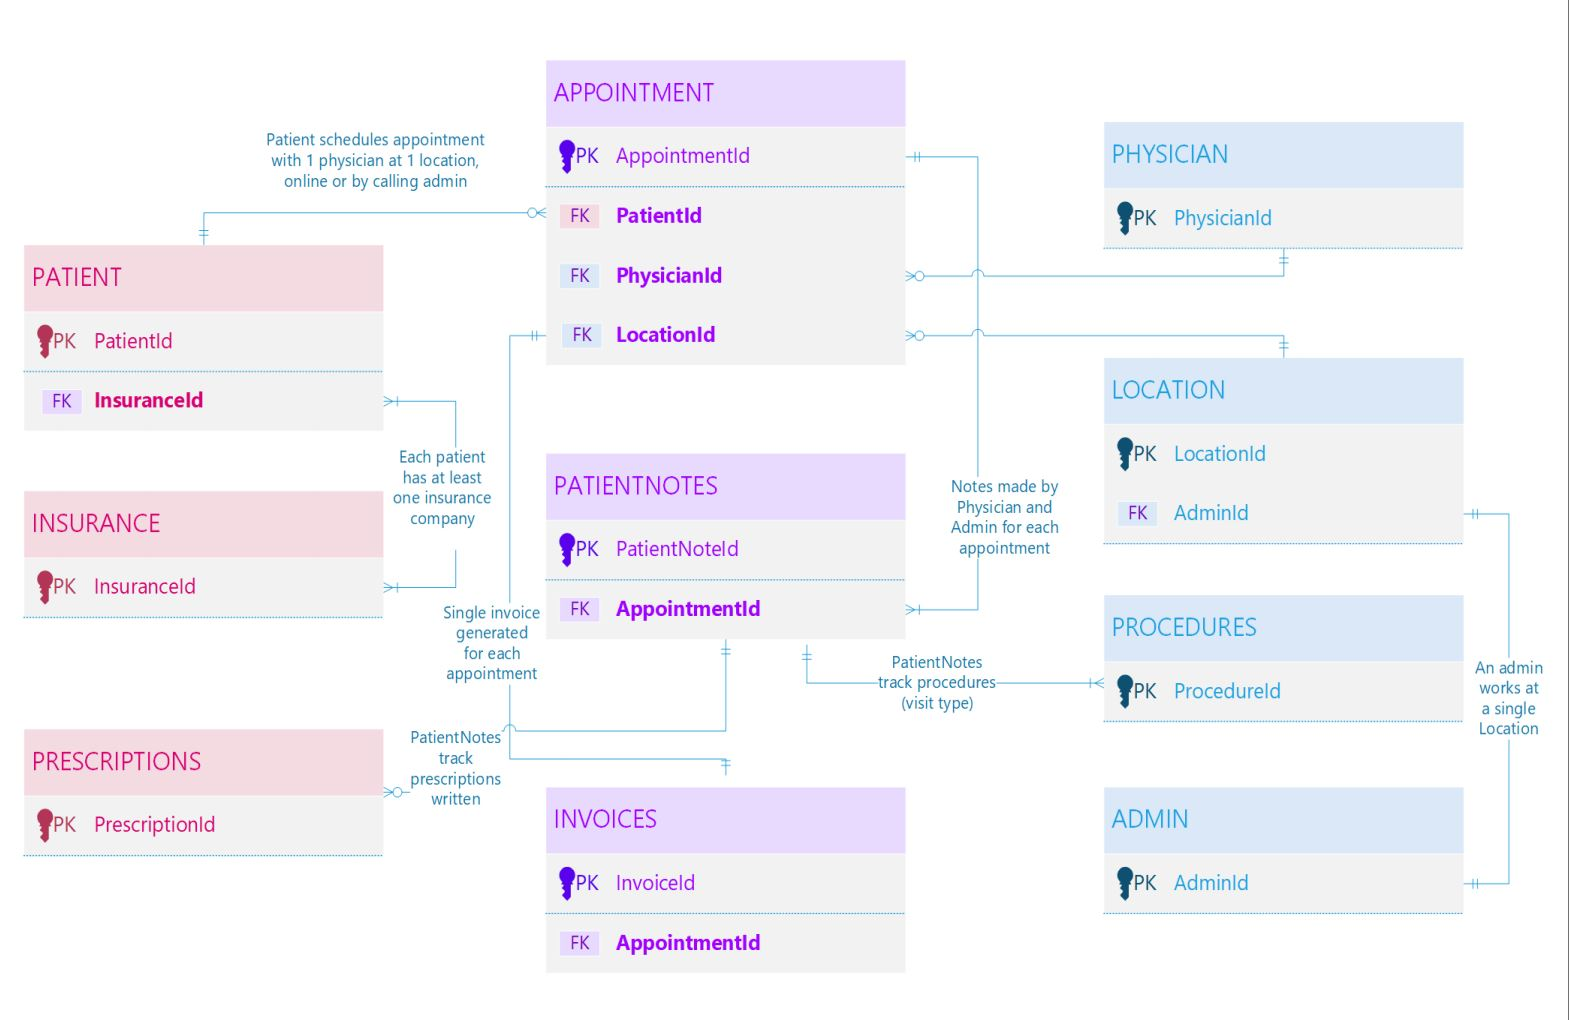 APPOINTMENT
PK AppointmentId
FK PatientId
FK PhysicianId
FK LocationId
Patient schedules appointment
with 1 physician at 1 location,
online or by calling admin
PHYSICIAN
PK PhysicianId
PATIENT
PK PatientId
FK InsuranceId
Each patient
has at least
one insurance
company
INSURANCE
PK InsuranceId
LOCATION
PK LocationId
FK AdminId
PATIENTNOTES
PK PatientNoteId
FK AppointmentId
Notes made by
Physician and
Admin for each
appointment
Single invoice
generated
for each
appointment
PatientNotes
track procedures
(visit type)
PROCEDURES
PK ProcedureId
An admin
works at
a single
Location
PRESCRIPTIONS
PK PrescriptionId
PatientNotes
track
prescriptions
written
INVOICES
PK InvoiceId
FK AppointmentId
ADMIN
PK AdminId